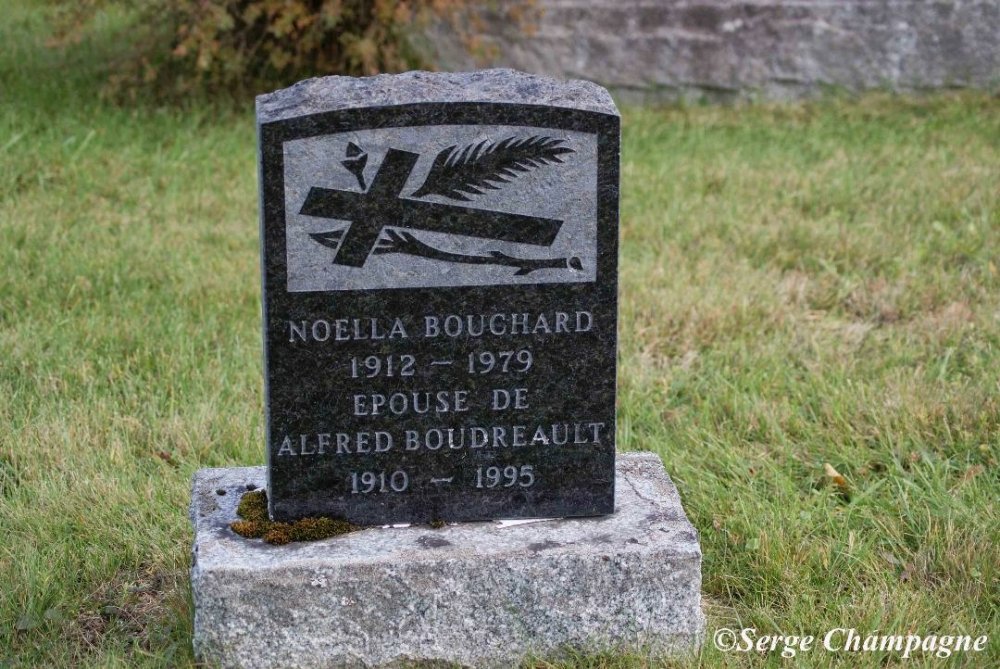 NOELLA BOUCHARD
1912 — 1979
EPOUSE DE
ALFRED BOUDREAULT
1910 — 1995
©Serge Champagne